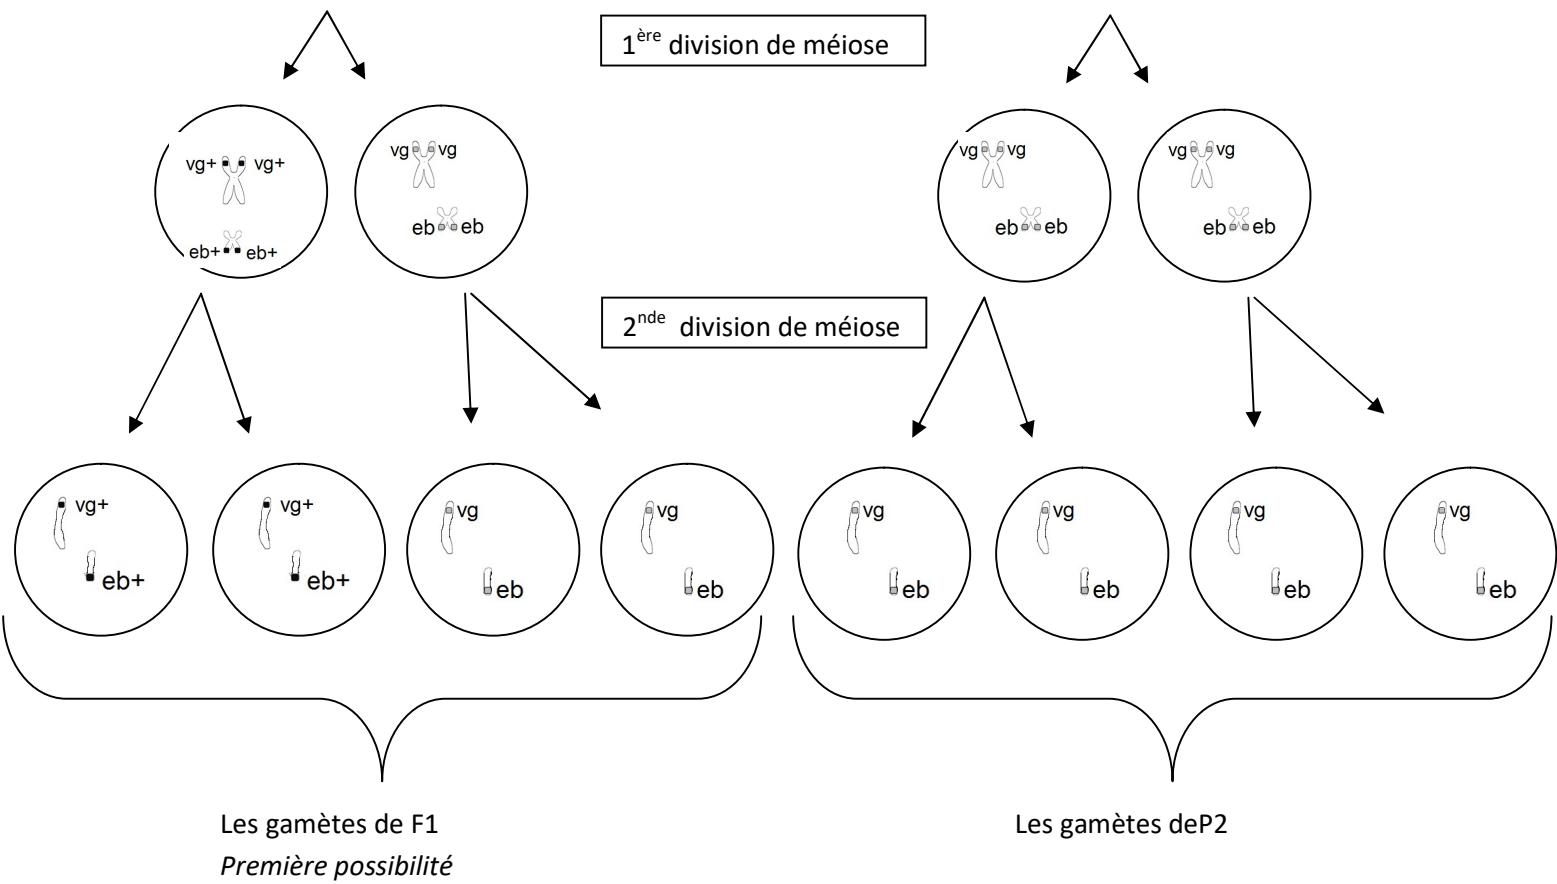 1ère division de méiose
vg+ vg+
eb+ eb+
vg vg
eb eb
vg vg
eb eb
vg vg
eb eb
2nde division de méiose
vg+
eb+
vg+
eb+
vg
eb
vg
eb
vg
eb
vg
eb
vg
eb
vg
eb
Les gamètes de F1
Première possibilité
Les gamètes deP2